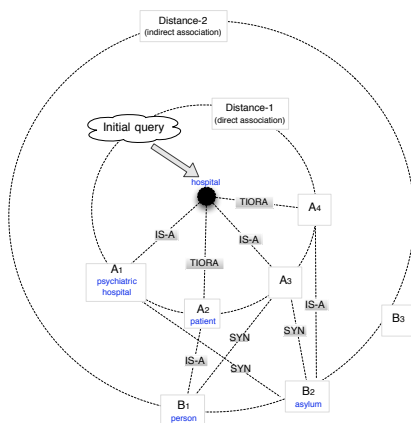 Distance-2
(indirect association)
Distance-1
(direct association)
Initial query
hospital
TIORA
A4
IS-A
IS-A
TIORA
A1
psychiatric
hospital
A3
A2
patient
IS-A
B3
SYN
SYN
IS-A
SYN
B1
person
B2
asylum